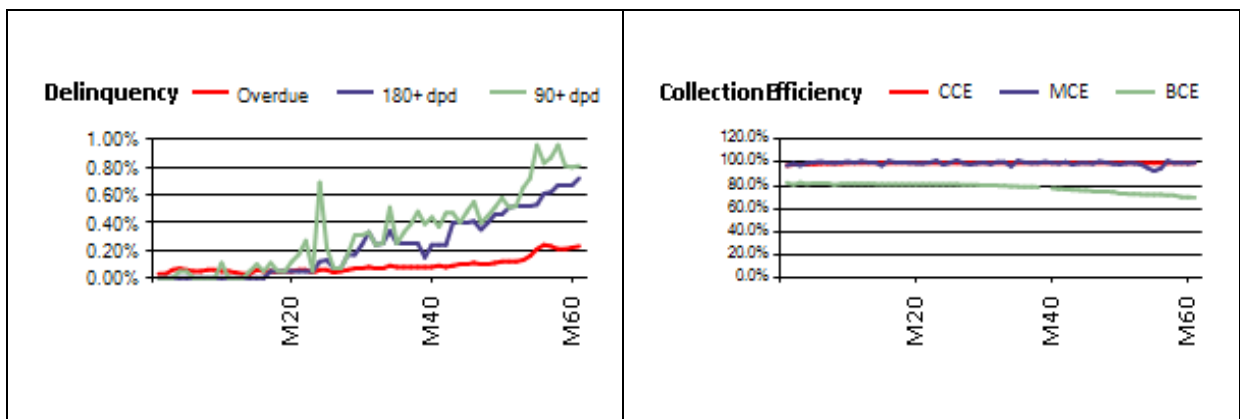 Delinquency Overdue 180+ dpd 90+ dpd
1.00%
0.80%
0.60%
0.40%
0.20%
0.00%
M20
M40
M60
Collection Efficiency CCE MCE BCE
120.0%
100.0%
80.0%
60.0%
40.0%
20.0%
0.0%
M20
M40
M60